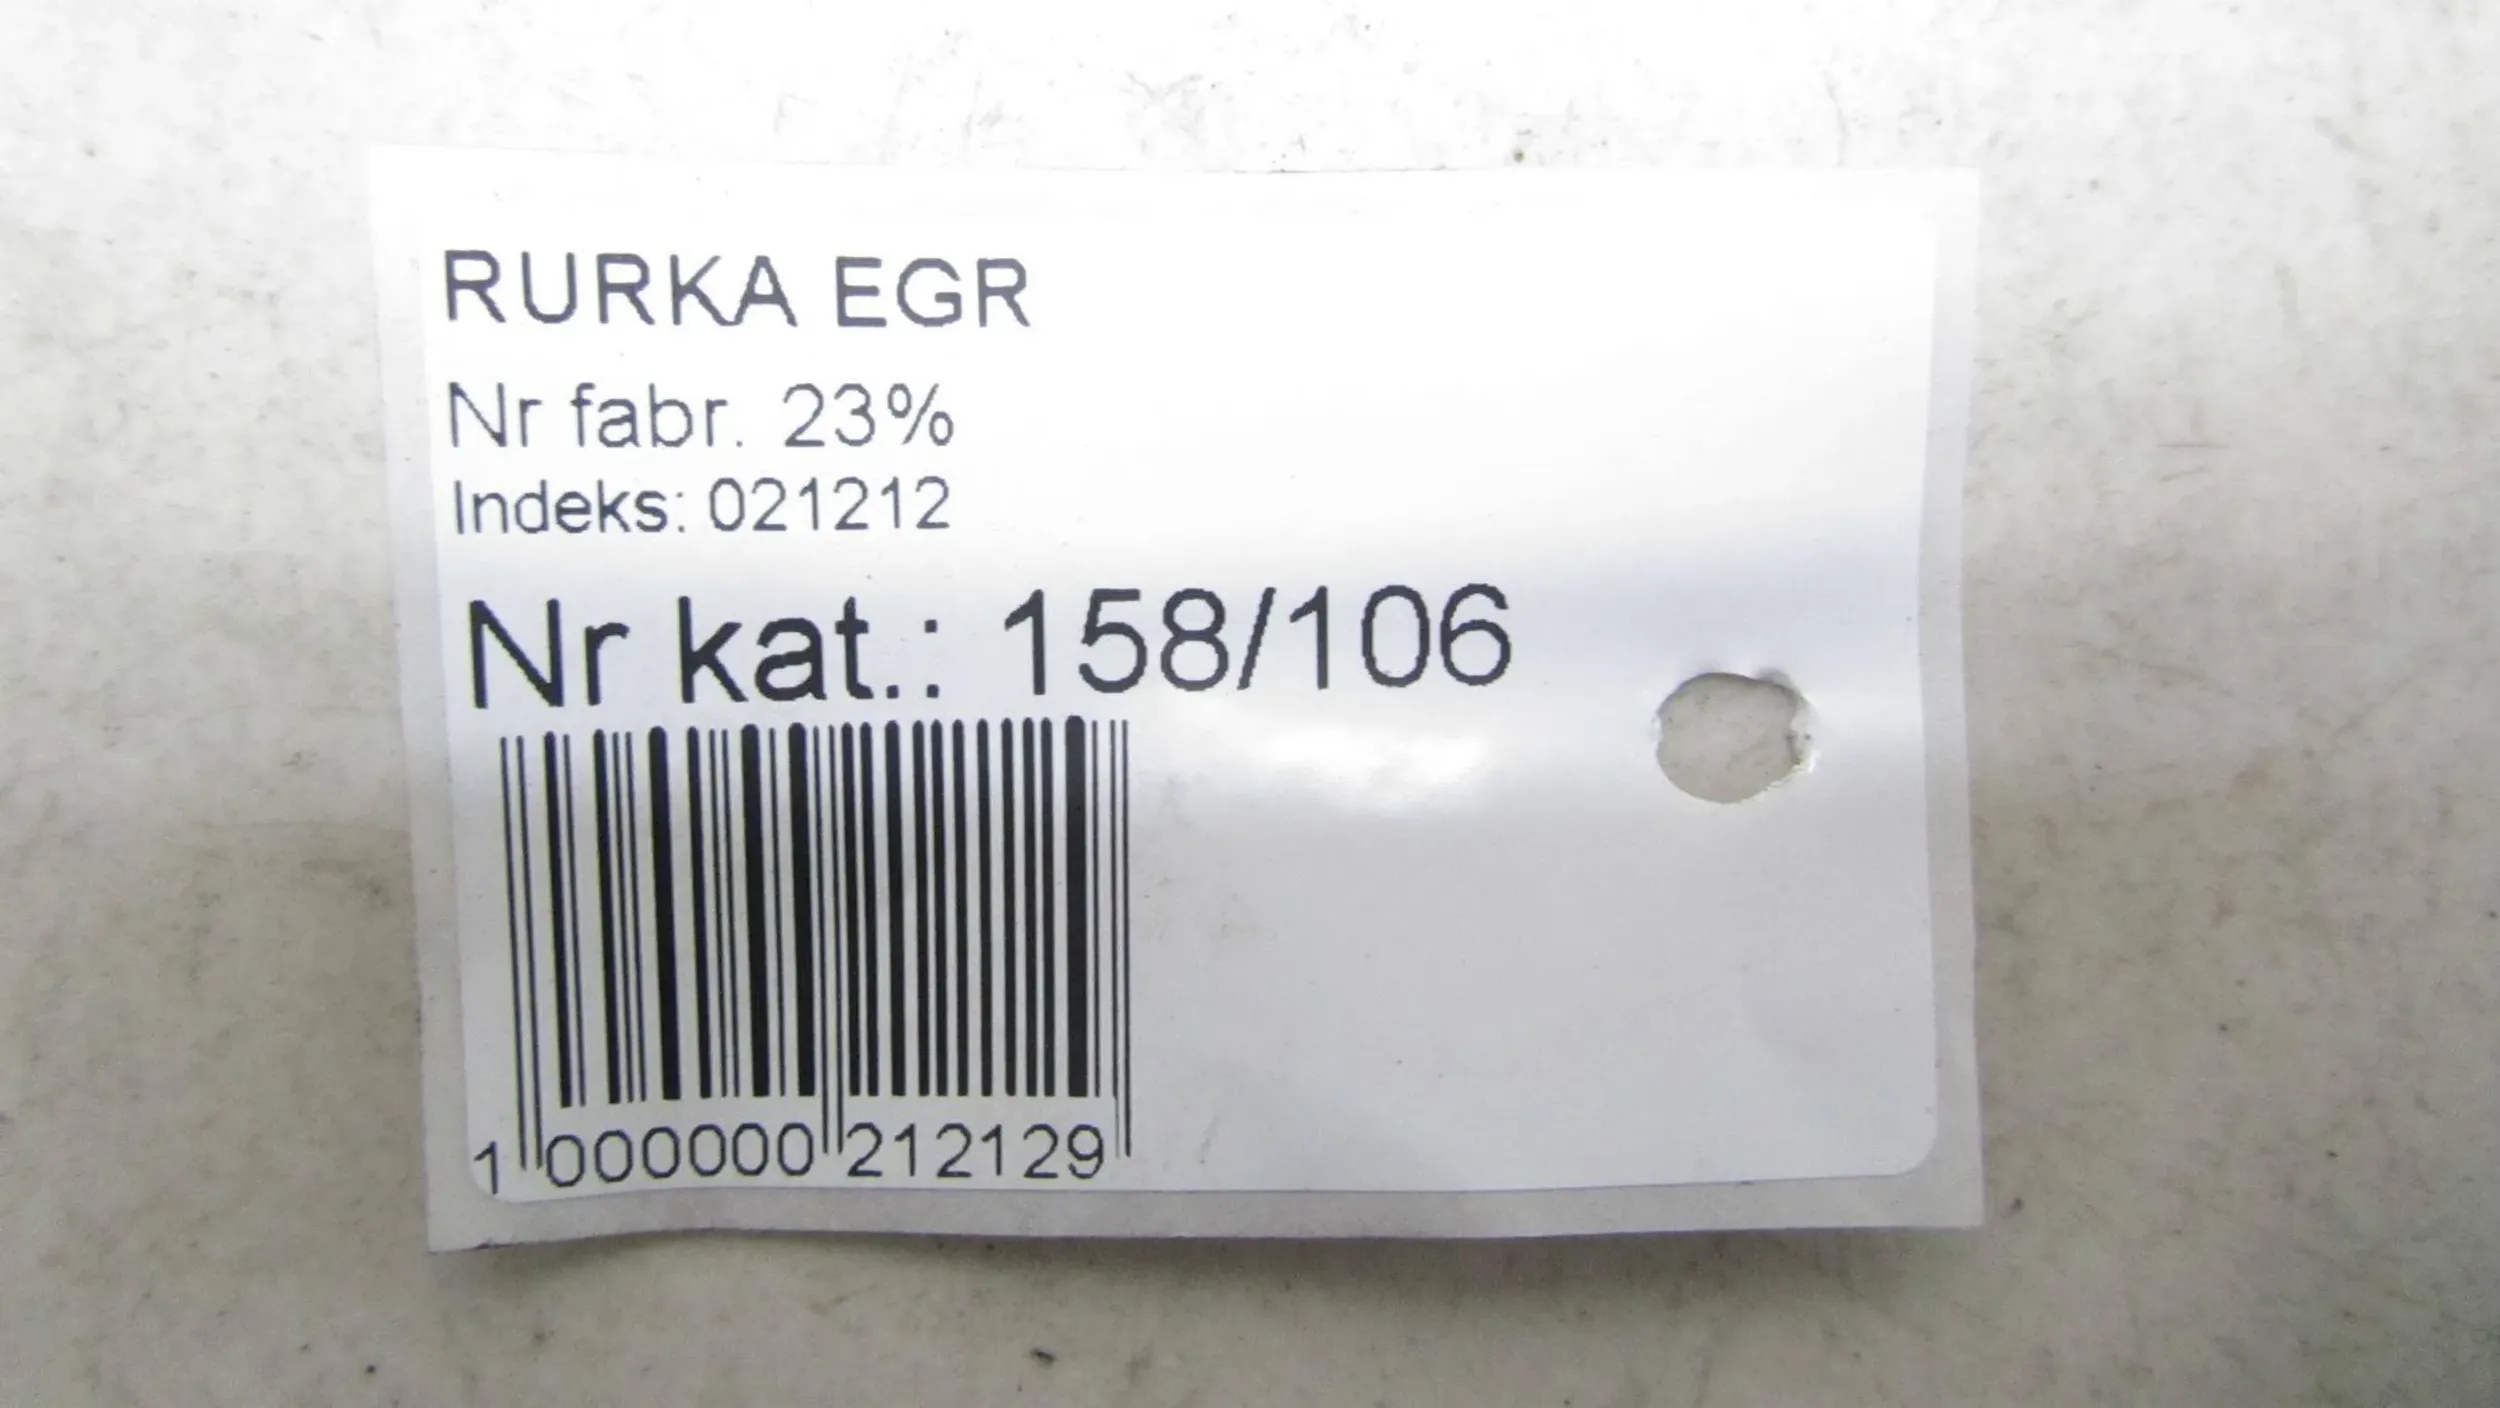 RURKA EGR
Nr fabr. 23%
Indeks: 021212
Nr kat.: 158/106
1 000000 212129